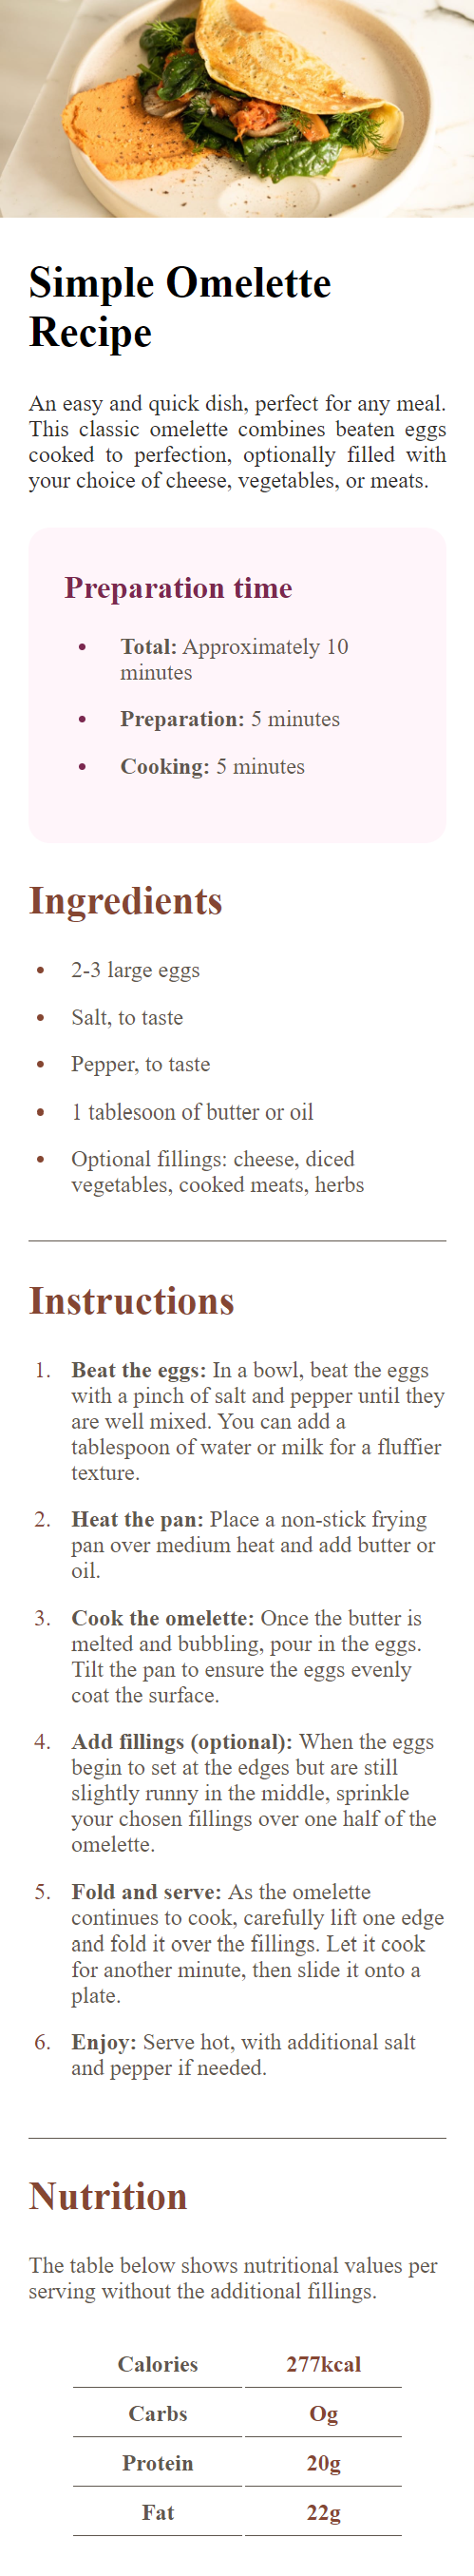 Simple Omelette
Recipe
An easy and quick dish, perfect for any meal.
This classic omelette combines beaten eggs
cooked to perfection, optionally filled with
your choice of cheese, vegetables, or meats.
Preparation time
• Total: Approximately 10
minutes
• Preparation: 5 minutes
• Cooking: 5 minutes
Ingredients
• 2-3 large eggs
• Salt, to taste
• Pepper, to taste
• 1 tablesoon of butter or oil
• Optional fillings: cheese, diced
vegetables, cooked meats, herbs
Instructions
1. Beat the eggs: In a bowl, beat the eggs
with a pinch of salt and pepper until they
are well mixed. You can add a
tablespoon of water or milk for a fluffier
texture.
2. Heat the pan: Place a non-stick frying
pan over medium heat and add butter or
oil.
3. Cook the omelette: Once the butter is
melted and bubbling, pour in the eggs.
Tilt the pan to ensure the eggs evenly
coat the surface.
4. Add fillings (optional): When the eggs
begin to set at the edges but are still
slightly runny in the middle, sprinkle
your chosen fillings over one half of the
omelette.
5. Fold and serve: As the omelette
continues to cook, carefully lift one edge
and fold it over the fillings. Let it cook
for another minute, then slide it onto a
plate.
6. Enjoy: Serve hot, with additional salt
and pepper if needed.
Nutrition
The table below shows nutritional values per
serving without the additional fillings.
Calories 277kcal
Carbs Og
Protein 20g
Fat 22g